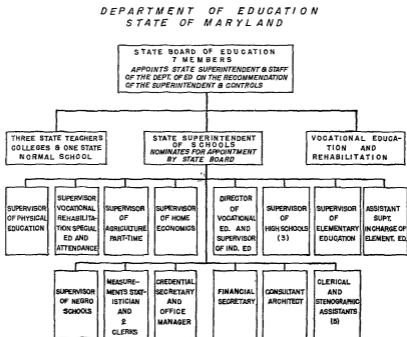 DEPARTMENT OF EDUCATION
STATE OF MARYLAND
STATE BOARD OF EDUCATION
7 MEMBERS
APPOINTS STATE SUPERINTENDENT & STAFF
OF THE DEPT. OF ED ON THE RECOMMENDATION
OF THE SUPERINTENDENT & CONTROLS
THREE STATE TEACHERS
COLLEGES & ONE STATE
NORMAL SCHOOL
STATE SUPERINTENDENT
OF SCHOOLS
NOMINATES FOR APPOINTMENT
BY STATE BOARD
VOCATIONAL EDUCA-
TION AND
REHABILITATION
SUPERVISOR
OF PHYSICAL
EDUCATION
SUPERVISOR
VOCATIONAL
REHABILITA-
TION SPECIAL
ED AND
ATTENDANCE
SUPERVISOR
OF
AGRICULTURE
PART-TIME
SUPERVISOR
OF HOME
ECONOMICS
DIRECTOR
OF
VOCATIONAL
ED. AND
SUPERVISOR
OF IND. ED
SUPERVISOR
OF
HIGH SCHOOLS
(3)
SUPERVISOR
OF
ELEMENTARY
EDUCATION
ASSISTANT
SUPT.
IN CHARGE OF
ELEMENT. ED.
SUPERVISOR
OF NEGRO
SCHOOLS
MEASURE-
MENTS STAT-
ISTICIAN
AND
2
CLERKS
CREDENTIAL
SECRETARY
AND
OFFICE
MANAGER
FINANCIAL
SECRETARY
CONSULTANT
ARCHITECT
CLERICAL
AND
STENOGRAPHIC
ASSISTANTS
(5)